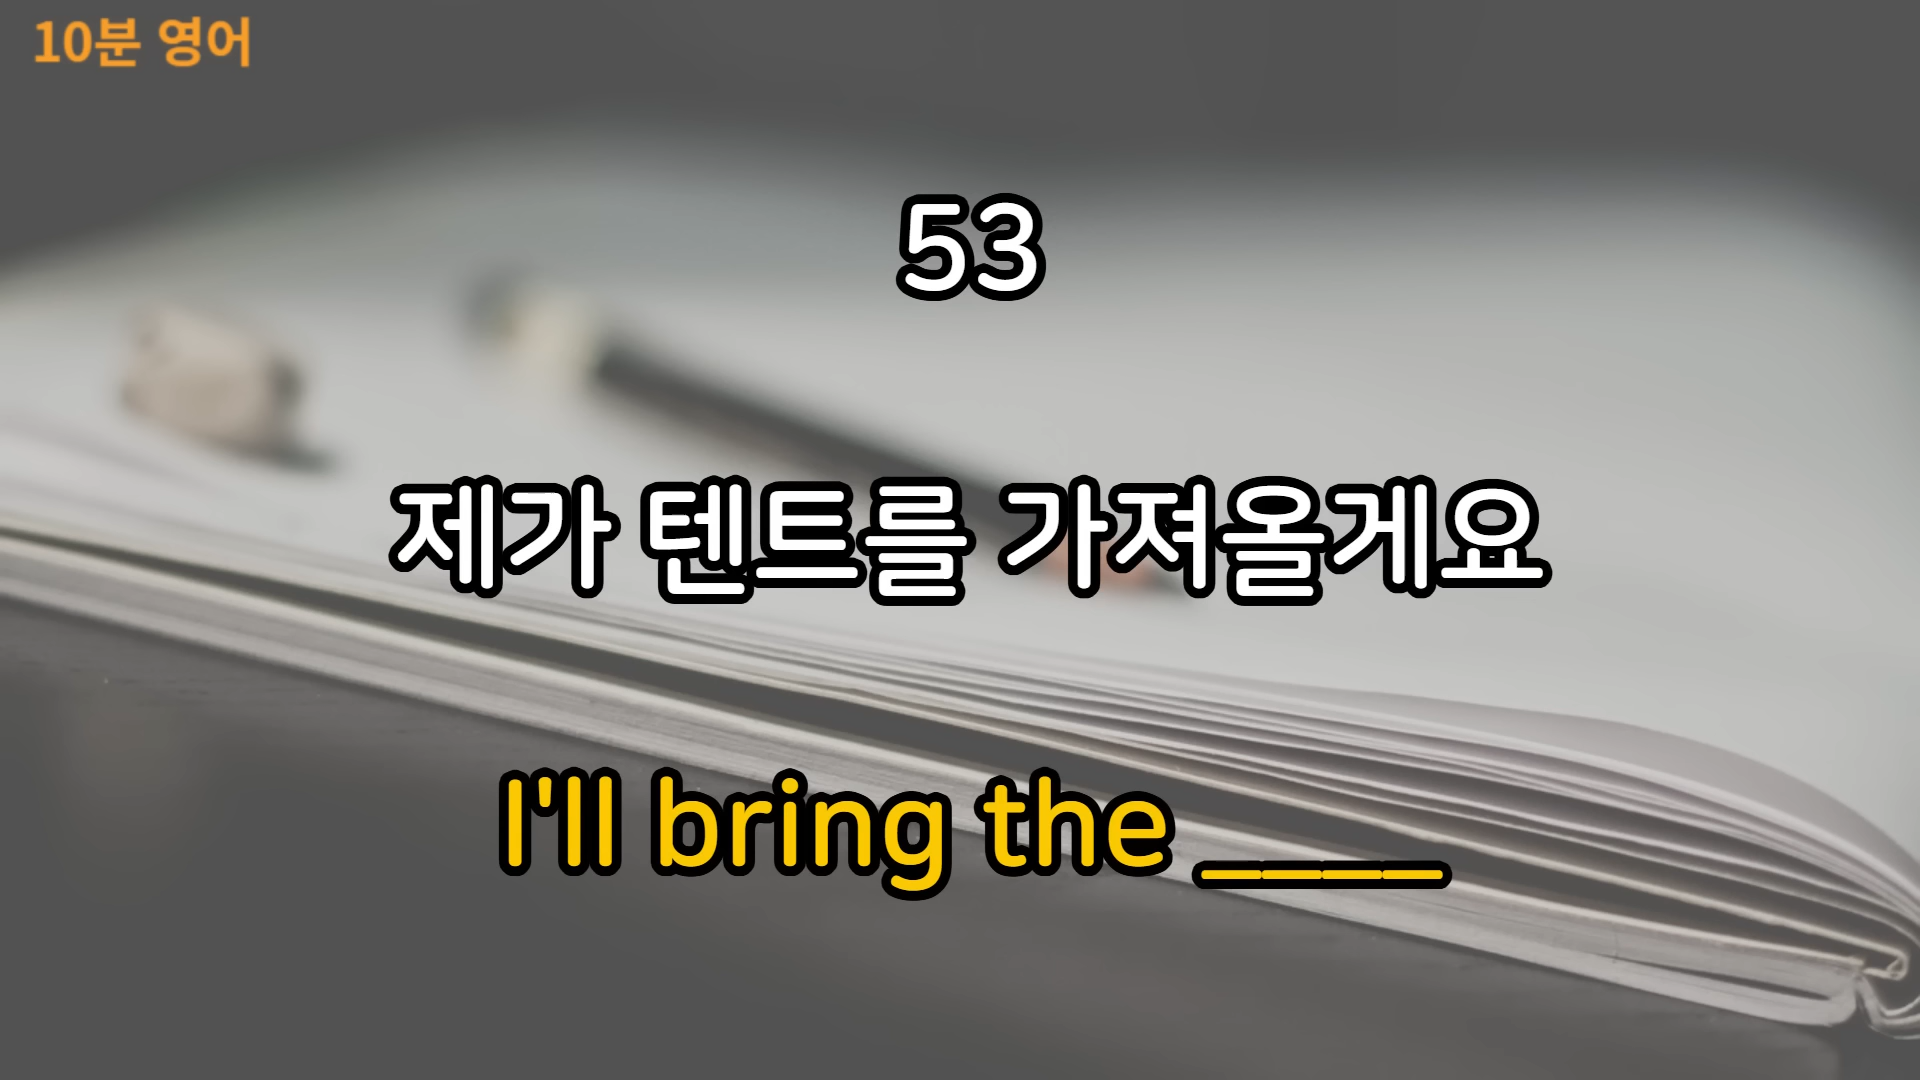 10분 영어
53
제가 텐트를 가져올게요
I'll bring the ____